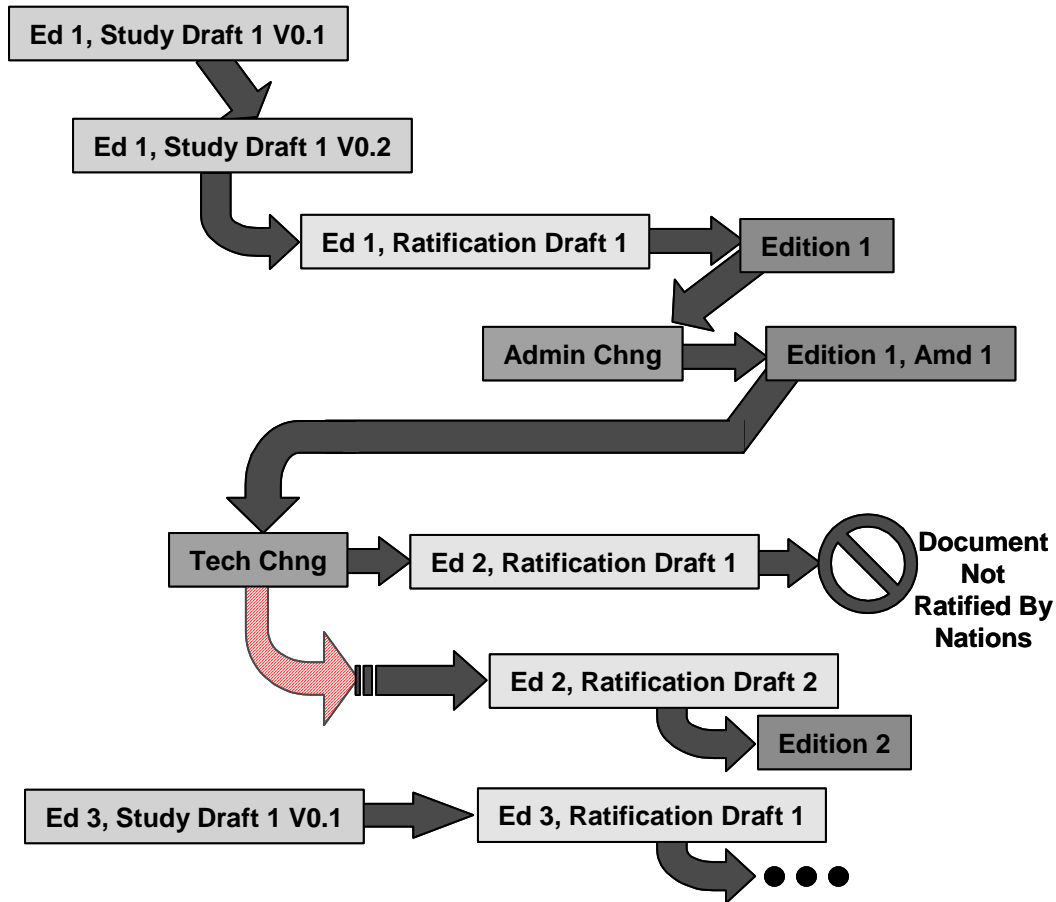 Ed 1, Study Draft 1 V0.1
Ed 1, Study Draft 1 V0.2
Ed 1, Ratification Draft 1
Edition 1
Admin Chng
Edition 1, Amd 1
Tech Chng
Ed 2, Ratification Draft 1
Document
Not
Ratified By
Nations
Ed 2, Ratification Draft 2
Edition 2
Ed 3, Study Draft 1 V0.1
Ed 3, Ratification Draft 1